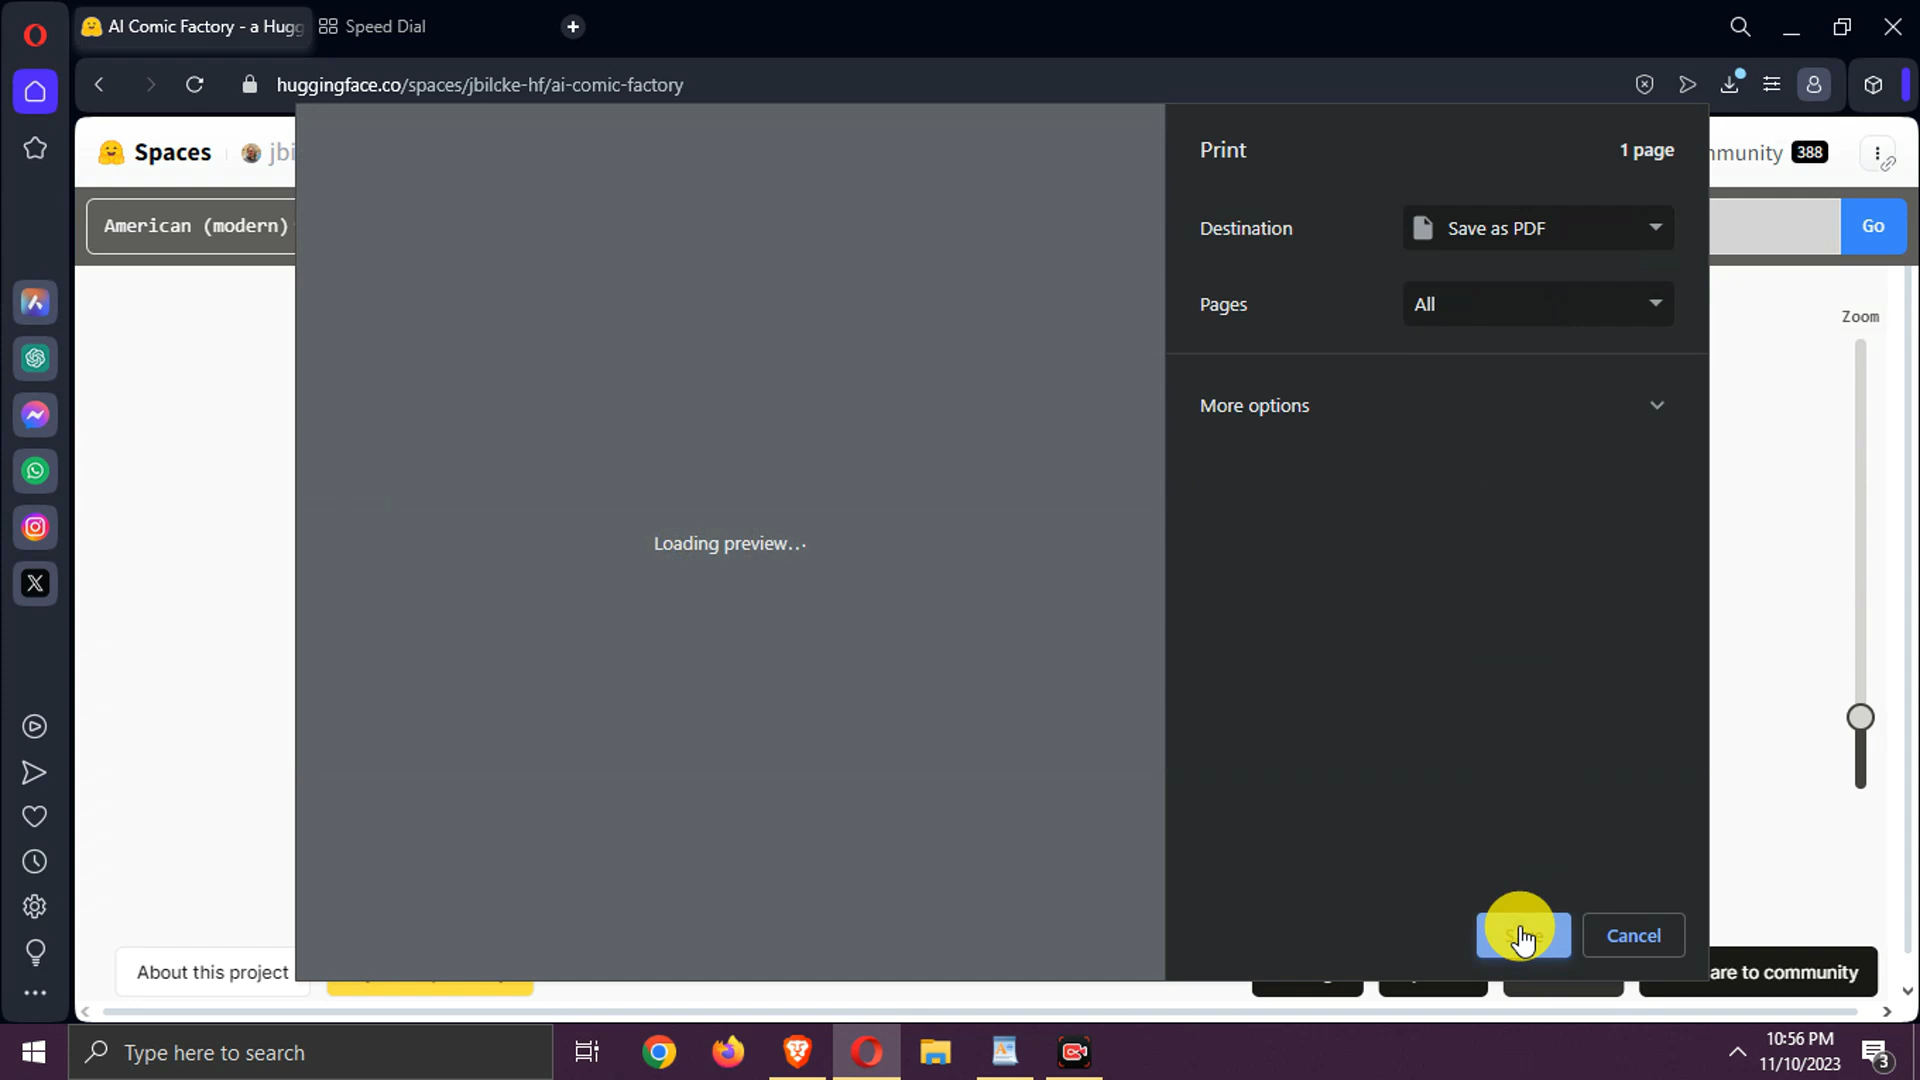 AI Comic Factory - a Hugg
Speed Dial
huggingface.co/spaces/jbilcke-hf/ai-comic-factory
Spaces
jbi
mmunity 388
American (modern)
Go
Print
1 page
Destination
Save as PDF
Pages
All
More options
Zoom
Loading preview...
Cancel
About this project
are to community
Type here to search
10:56 PM
11/10/2023
3